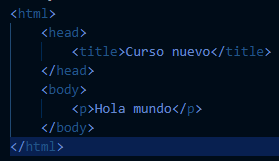 <html>
    <head>
        <title>Curso nuevo</title>
    </head>
    <body>
        <p>Hola mundo</p>
    </body>
</html>